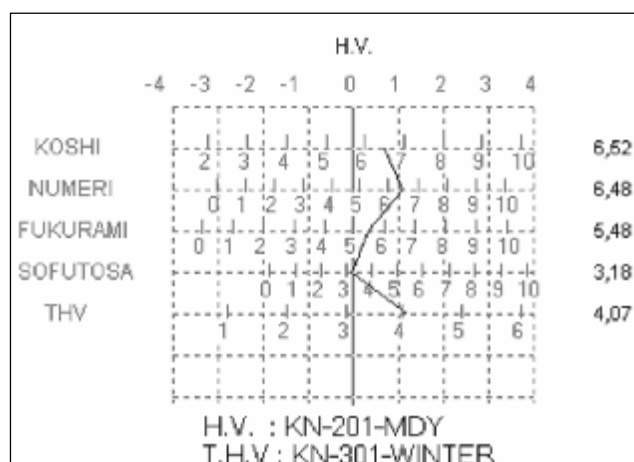 H.V.
-4 -3 -2 -1 0 1 2 3 4
KOSHI 2 3 4 5 6 7 8 9 10 6,52
NUMERI 0 1 2 3 4 5 6 7 8 9 10 6,48
FUKURAMI 0 1 2 3 4 5 6 7 8 9 10 5,48
SOFUTOSA 0 1 2 3 4 5 6 7 8 9 10 3,18
THV 1 2 3 4 5 6 4,07
H.V. : KN-201-MDY
T.H.V : KN-301-WINTER